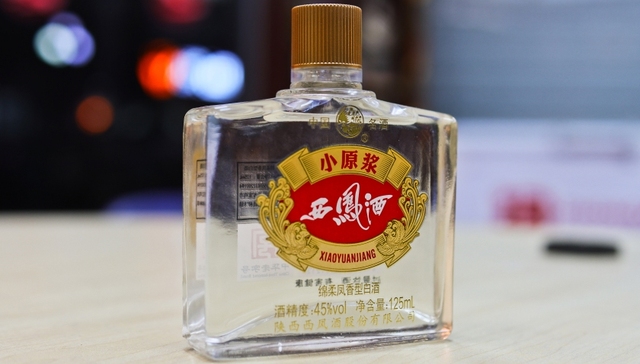 中国名酒
小原浆
西鳳酒
XIAOYUANJIANG
绵柔凤香型白酒
酒精度:45%vol 净含量:125mL
陕西西凤酒股份有限公司